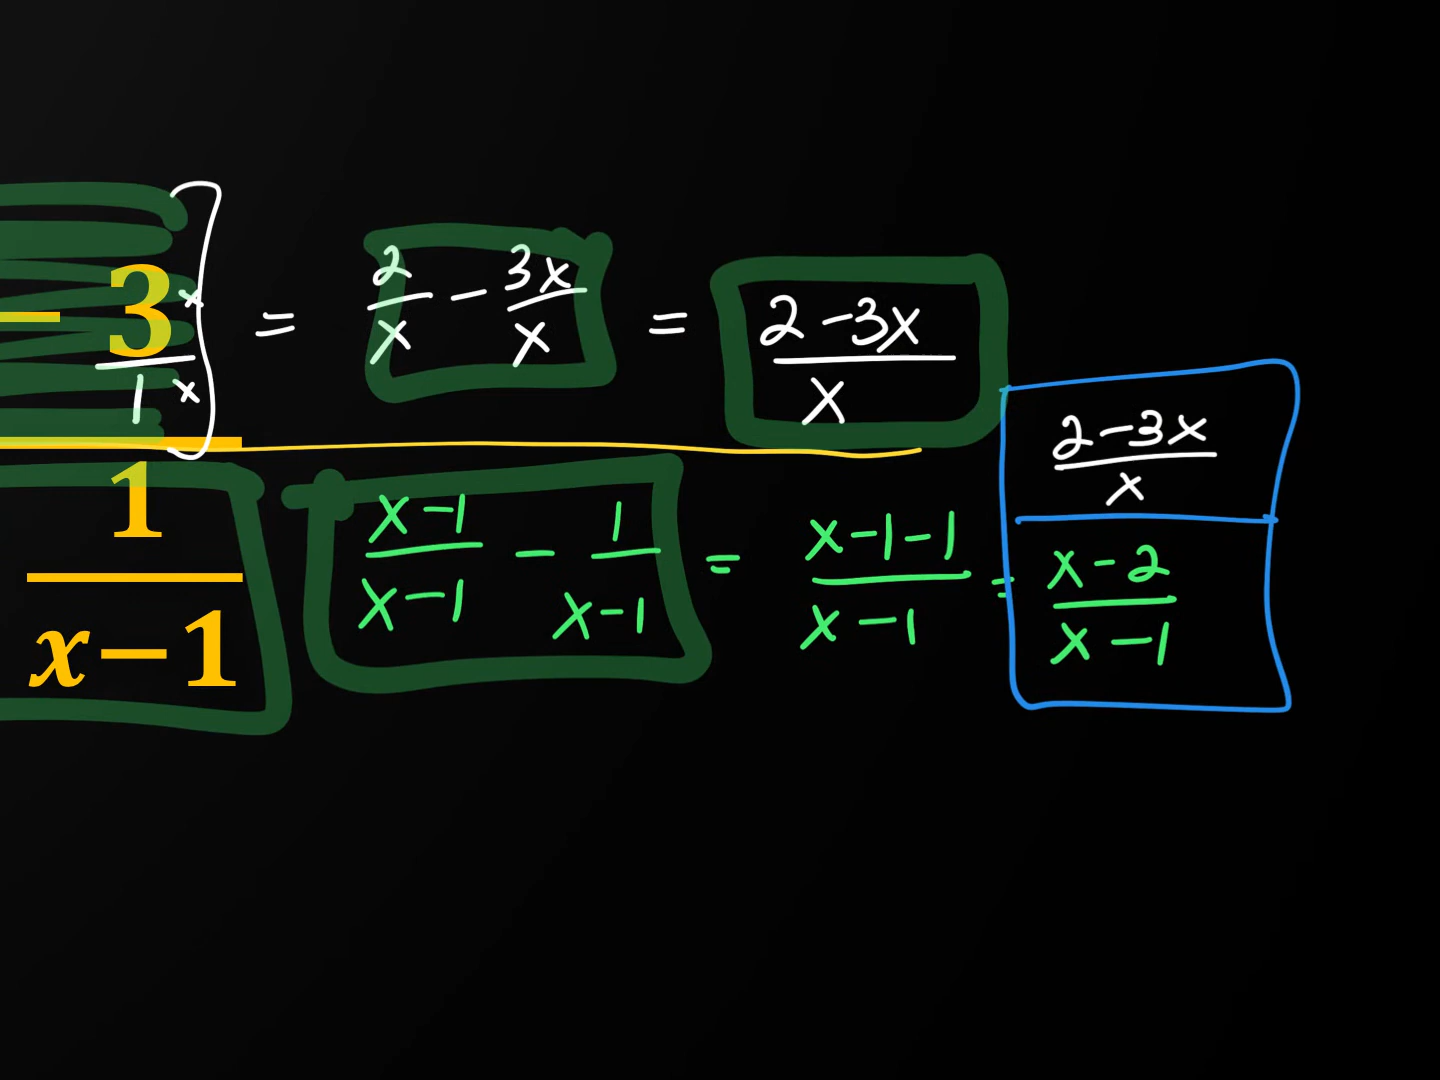 − 3/1 x/x = 2/x − 3x/x = (2−3x)/x
1/(x−1)
(x−1)/(x−1) − 1/(x−1) = (x−1−1)/(x−1) =
(2−3x)/x
(x−2)/(x−1)